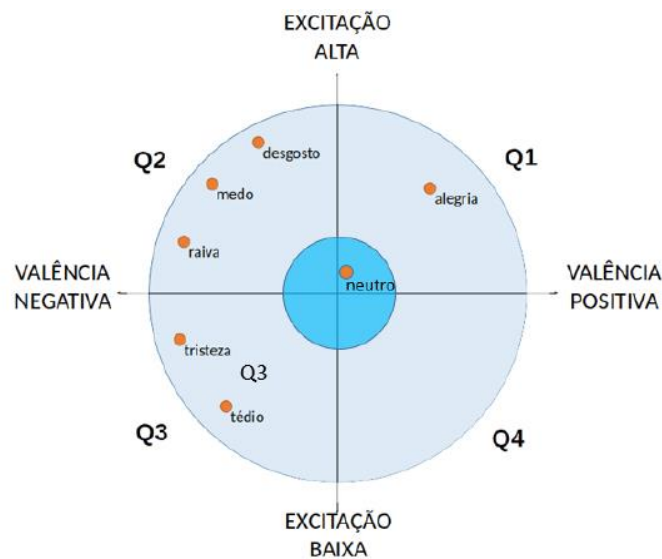 EXCITAÇÃO
ALTA
Q2
desgosto
Q1
medo
alegria
raiva
VALÊNCIA
NEGATIVA
neutro
VALÊNCIA
POSITIVA
tristeza
Q3
tédio
Q3
Q4
EXCITAÇÃO
BAIXA